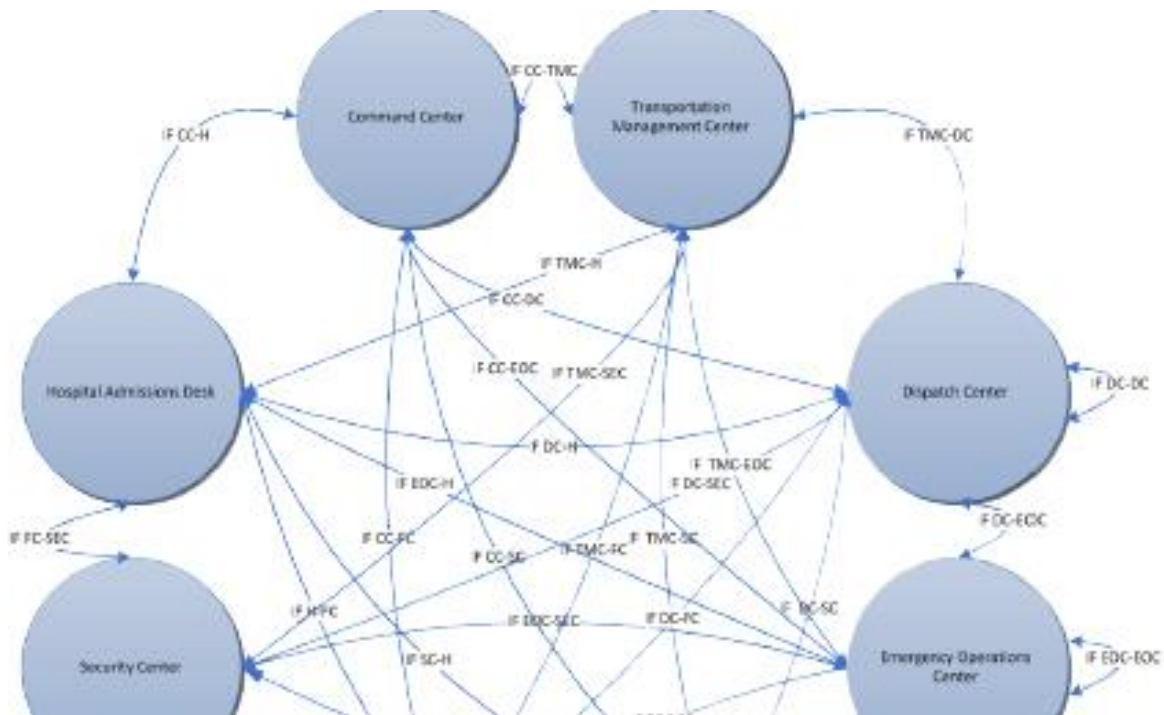 IF CC-TMC
Command Center
Transportation
Management Center
IF CC-H
IF TMC-DC
IF TMC-H
IF CC-DC
IF CC-EOC
IF TMC-SEC
Hospital Admissions Desk
Dispatch Center
IF DC-DC
IF DC-H
IF TMC-EOC
IF EOC-H
IF DC-SEC
IF DC-EOC
IF FC-SEC
IF CC-FC
IF TMC-SC
IF TMC-FC
IF CC-SC
IF H-FC
IF DC-SC
IF EOC-SEC
IF DC-FC
IF SC-H
Security Center
Emergency Operations
Center
IF EOC-EOC